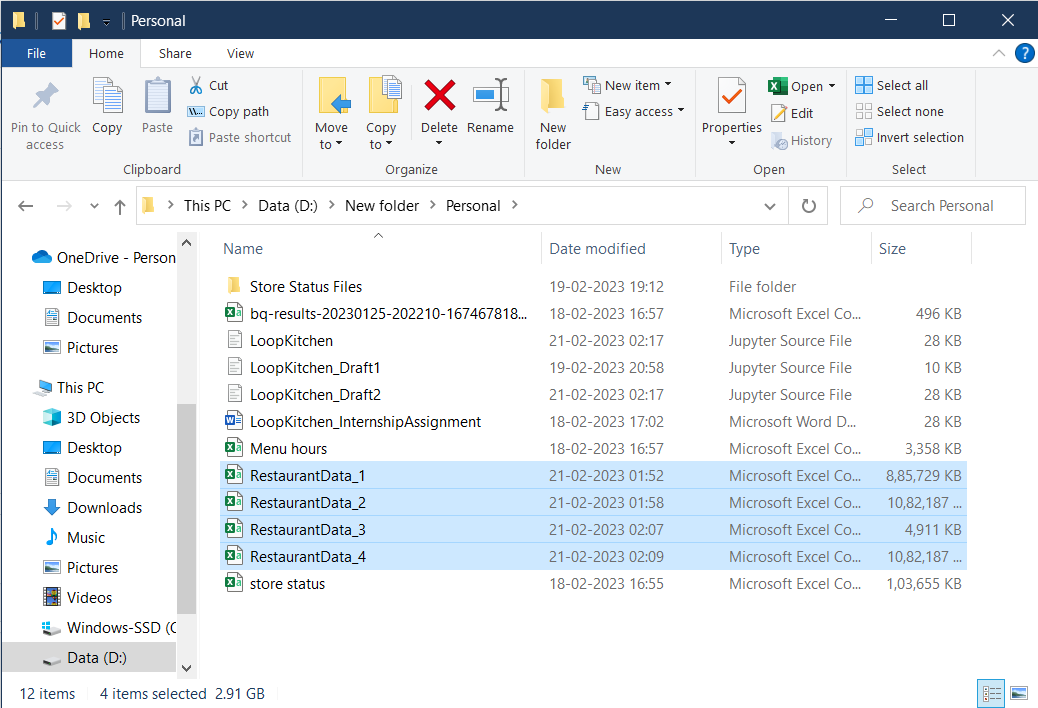 Personal
File Home Share View
Pin to Quick access
Copy
Paste
Cut
Copy path
Paste shortcut
Clipboard
Move to
Copy to
Delete
Rename
Organize
New folder
New item
Easy access
New
Properties
Open
Edit
History
Open
Select all
Select none
Invert selection
Select
This PC > Data (D:) > New folder > Personal >
Search Personal
OneDrive - Person
Desktop
Documents
Pictures
This PC
3D Objects
Desktop
Documents
Downloads
Music
Pictures
Videos
Windows-SSD (C
Data (D:)
Name Date modified Type Size
Store Status Files 19-02-2023 19:12 File folder
bq-results-20230125-202210-167467818... 18-02-2023 16:57 Microsoft Excel Co... 496 KB
LoopKitchen 21-02-2023 02:17 Jupyter Source File 28 KB
LoopKitchen_Draft1 19-02-2023 20:58 Jupyter Source File 10 KB
LoopKitchen_Draft2 21-02-2023 02:17 Jupyter Source File 28 KB
LoopKitchen_InternshipAssignment 18-02-2023 17:02 Microsoft Word D... 28 KB
Menu hours 18-02-2023 16:57 Microsoft Excel Co... 3,358 KB
RestaurantData_1 21-02-2023 01:52 Microsoft Excel Co... 8,85,729 KB
RestaurantData_2 21-02-2023 01:58 Microsoft Excel Co... 10,82,187 ...
RestaurantData_3 21-02-2023 02:07 Microsoft Excel Co... 4,911 KB
RestaurantData_4 21-02-2023 02:09 Microsoft Excel Co... 10,82,187 ...
store status 18-02-2023 16:55 Microsoft Excel Co... 1,03,655 KB
12 items 4 items selected 2.91 GB